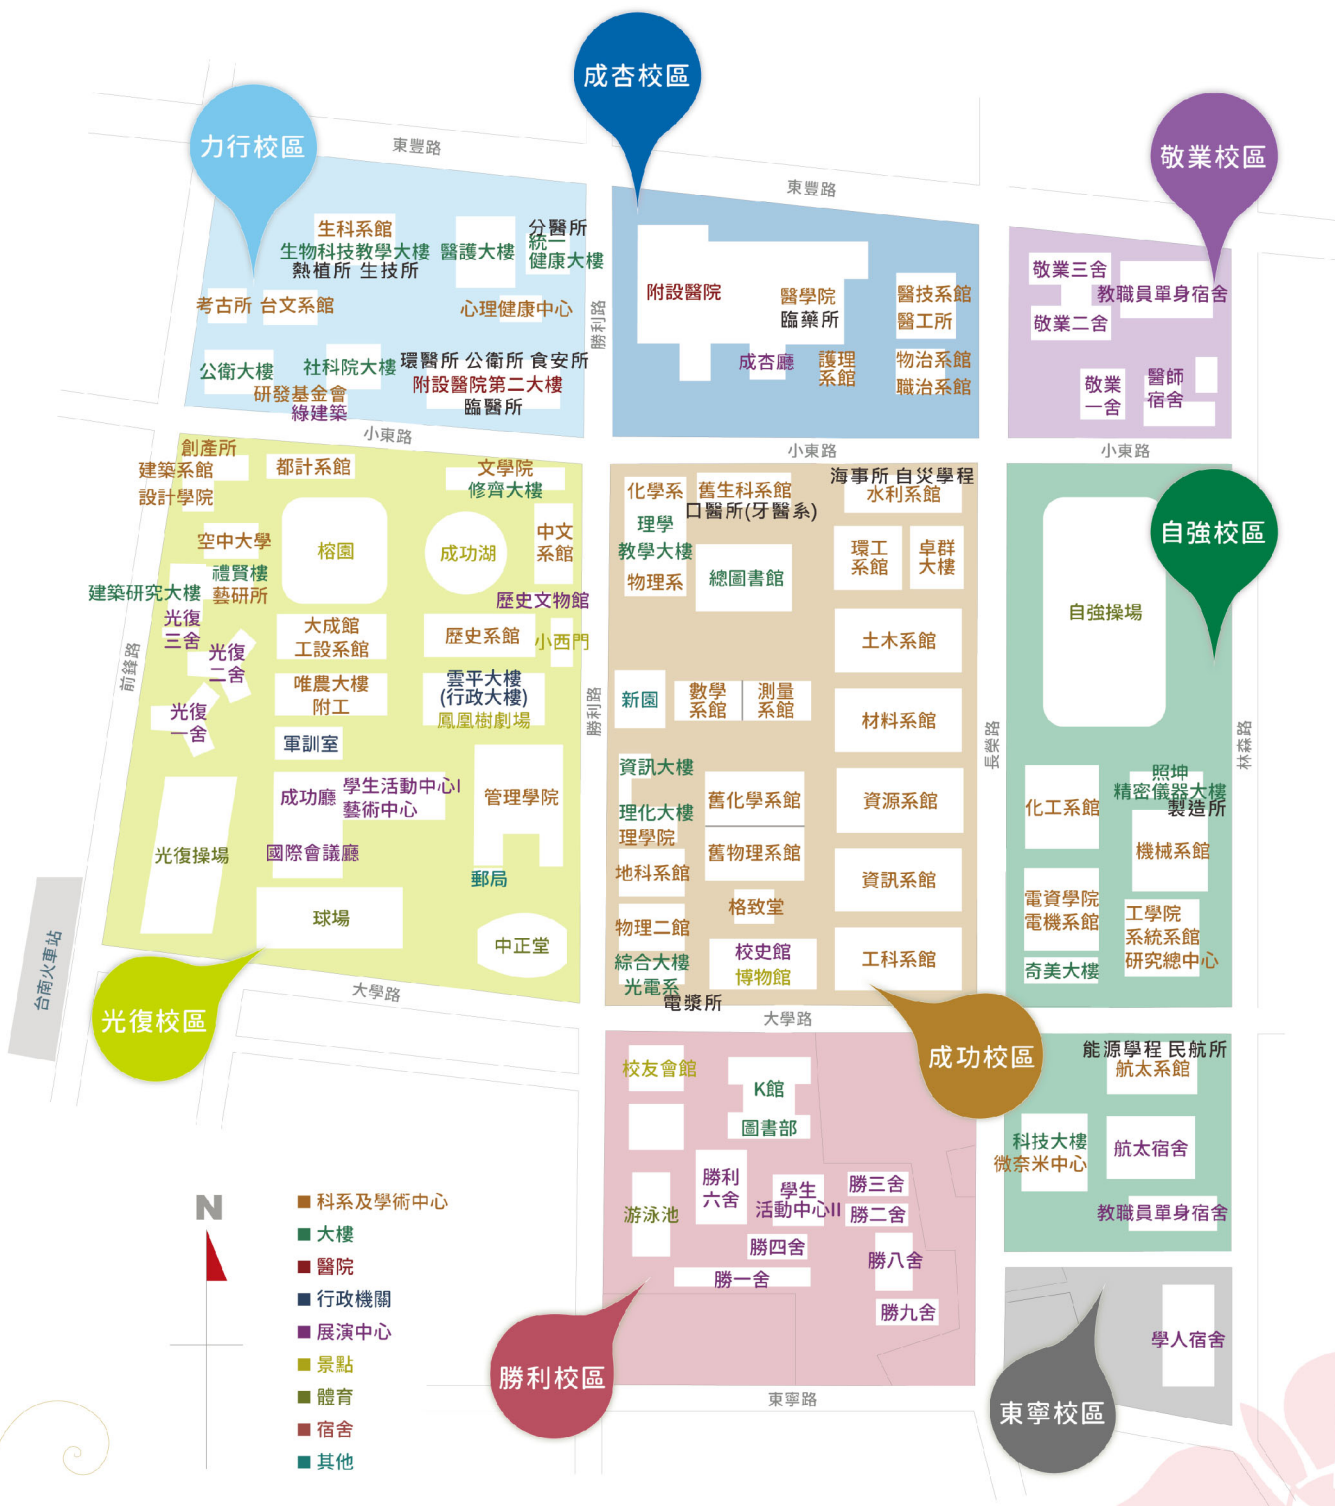 成杏校區
力行校區
敬業校區
東豐路
東豐路
生科系館
生物科技教學大樓
熱植所 生技所
醫護大樓
分醫所
統一
健康大樓
考古所
台文系館
心理健康中心
公衛大樓
社科院大樓
研發基金會
綠建築
環醫所 公衛所 食安所
附設醫院第二大樓
臨醫所
勝利路
附設醫院
醫學院
臨藥所
成杏廳
護理
系館
醫技系館
醫工所
物治系館
職治系館
敬業三舍
教職員單身宿舍
敬業二舍
敬業
一舍
醫師
宿舍
小東路
小東路
小東路
創產所
建築系館
設計學院
都計系館
文學院
修齊大樓
空中大學
榕園
成功湖
中文
系館
建築研究大樓
禮賢樓
藝研所
歷史文物館
光復
三舍
大成館
工設系館
歷史系館
小西門
光復
二舍
唯農大樓
附工
雲平大樓
(行政大樓)
鳳凰樹劇場
光復
一舍
軍訓室
前鋒路
成功廳
學生活動中心I
藝術中心
管理學院
國際會議廳
光復操場
郵局
球場
中正堂
台南火車站
光復校區
大學路
勝利路
化學系
理學
教學大樓
物理系
舊生科系館
口醫所(牙醫系)
海事所 自災學程
水利系館
總圖書館
環工
系館
卓群
大樓
土木系館
新園
數學
系館
測量
系館
材料系館
資訊大樓
理化大樓
理學院
舊化學系館
資源系館
舊物理系館
地科系館
資訊系館
格致堂
物理二館
校史館
博物館
工科系館
綜合大樓
光電系
電漿所
大學路
成功校區
長榮路
自強校區
自強操場
林森路
化工系館
照坤
精密儀器大樓
製造所
機械系館
電資學院
電機系館
工學院
系統系館
研究總中心
奇美大樓
能源學程 民航所
航太系館
科技大樓
微奈米中心
航太宿舍
教職員單身宿舍
校友會館
K館
圖書部
勝利
六舍
學生
活動中心II
勝三舍
勝二舍
游泳池
勝四舍
勝八舍
勝一舍
勝九舍
勝利校區
東寧路
學人宿舍
東寧校區
N
科系及學術中心
大樓
醫院
行政機關
展演中心
景點
體育
宿舍
其他